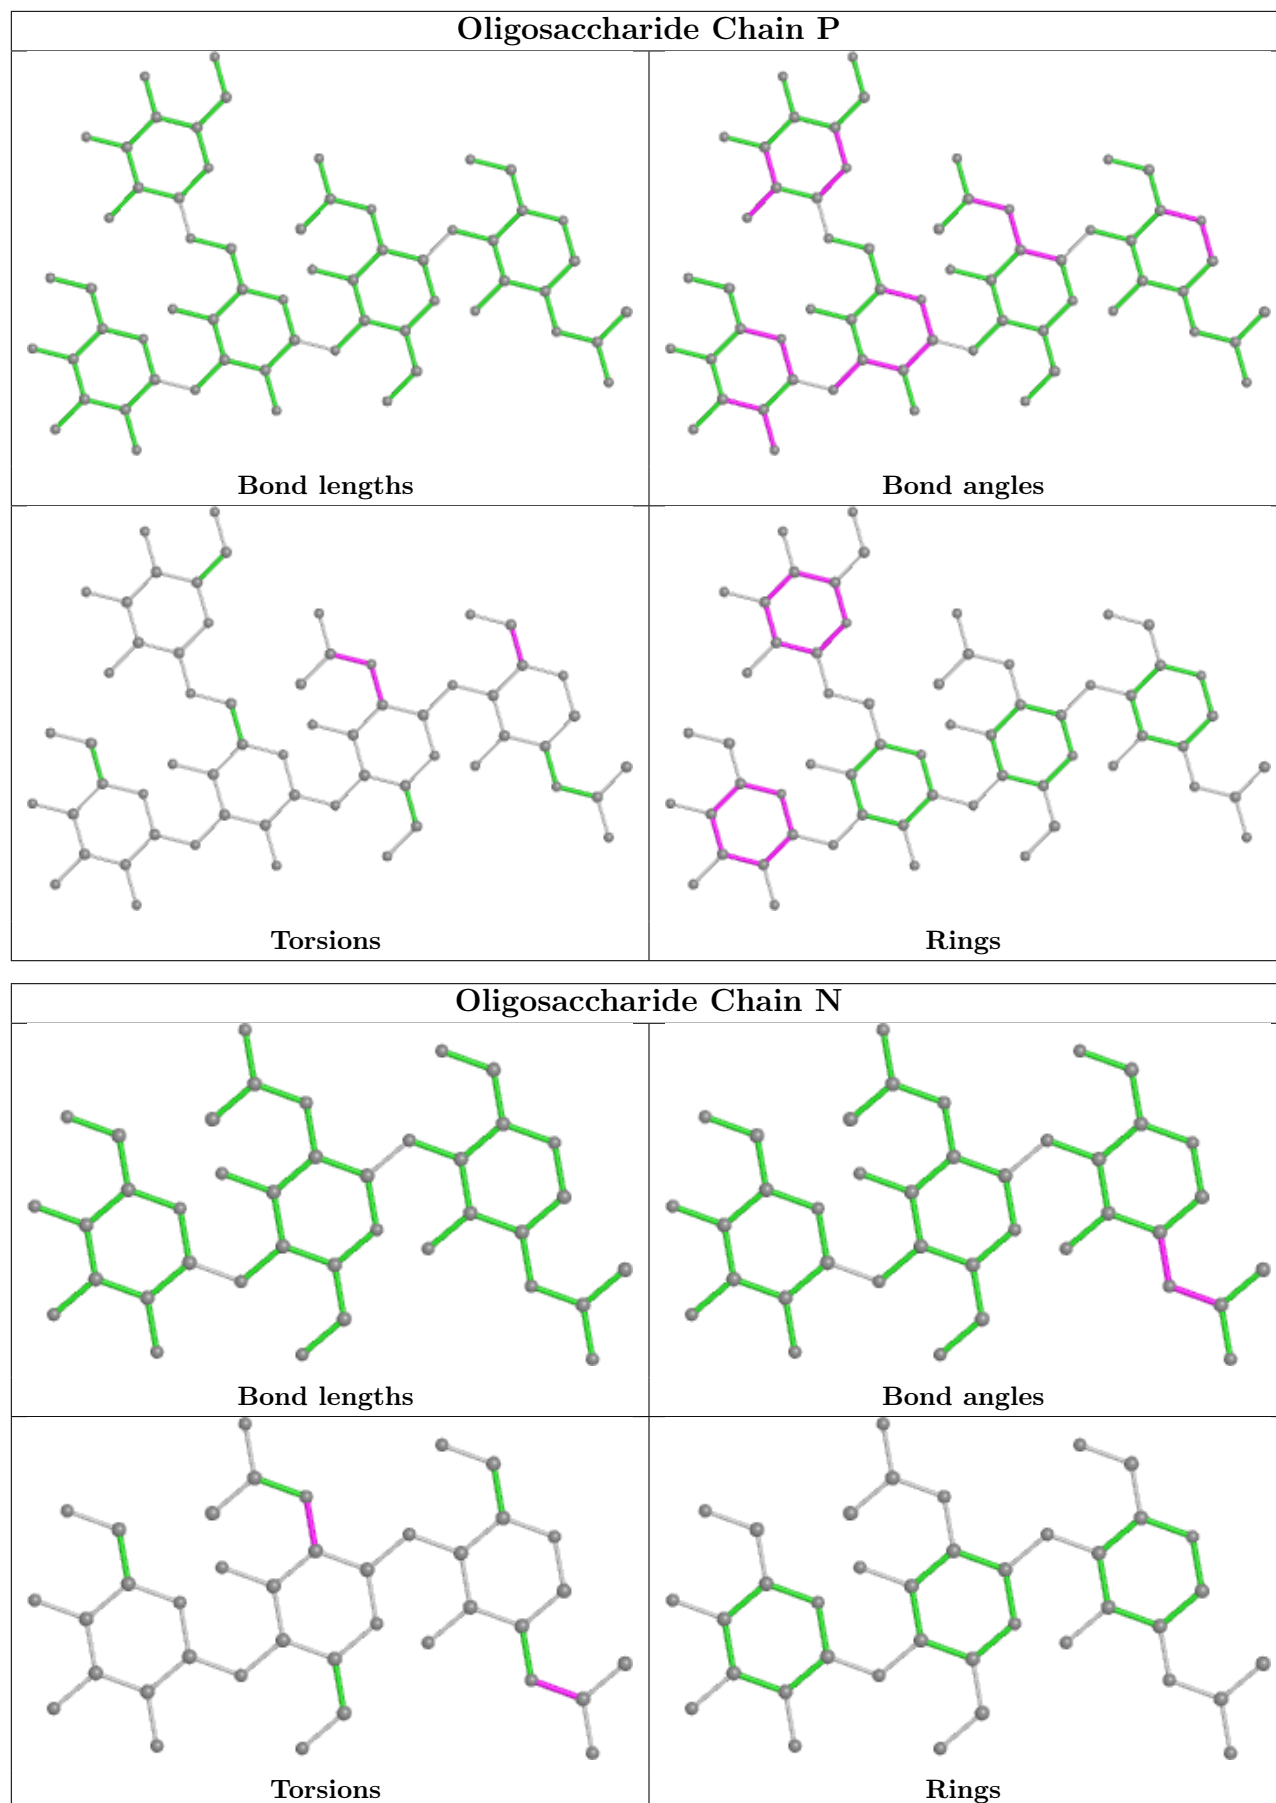 Oligosaccharide Chain P
Bond lengths
Bond angles
Torsions
Rings
Oligosaccharide Chain N
Bond lengths
Bond angles
Torsions
Rings